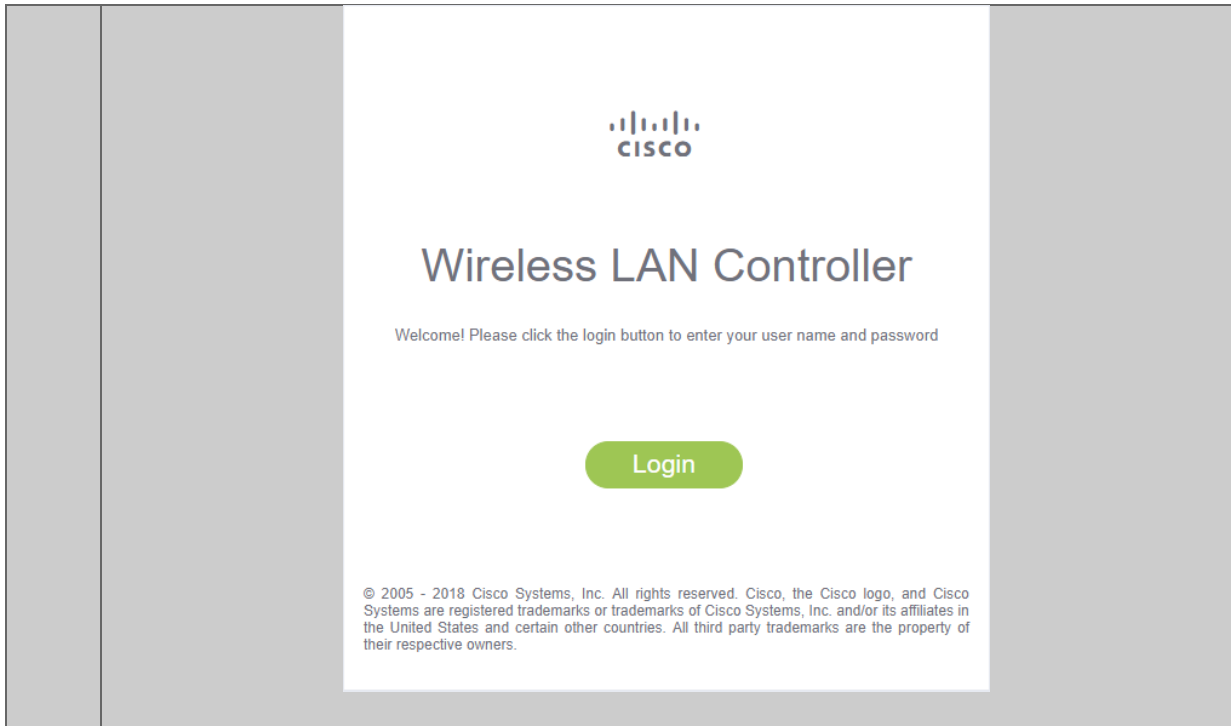 CISCO
Wireless LAN Controller
Welcome! Please click the login button to enter your user name and password
Login
© 2005 - 2018 Cisco Systems, Inc. All rights reserved. Cisco, the Cisco logo, and Cisco
Systems are registered trademarks or trademarks of Cisco Systems, Inc. and/or its affiliates in
the United States and certain other countries. All third party trademarks are the property of
their respective owners.